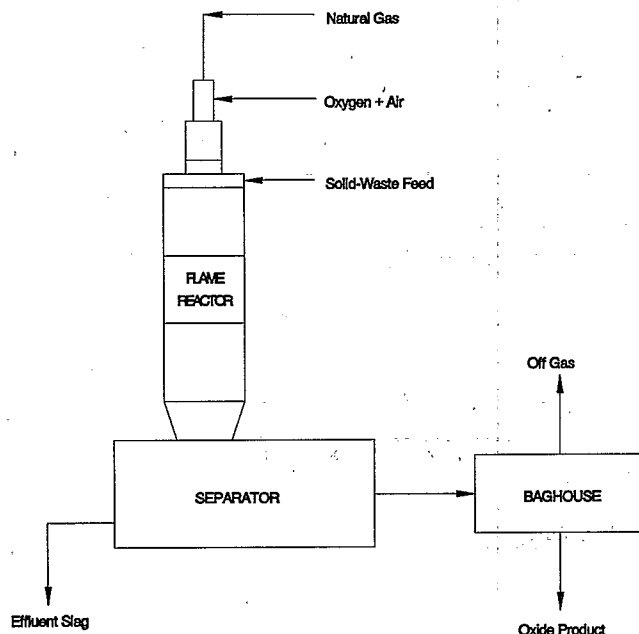 Natural Gas
Oxygen + Air
Solid-Waste Feed
FLAME
REACTOR
Off Gas
SEPARATOR
BAGHOUSE
Effluent Slag
Oxide Product